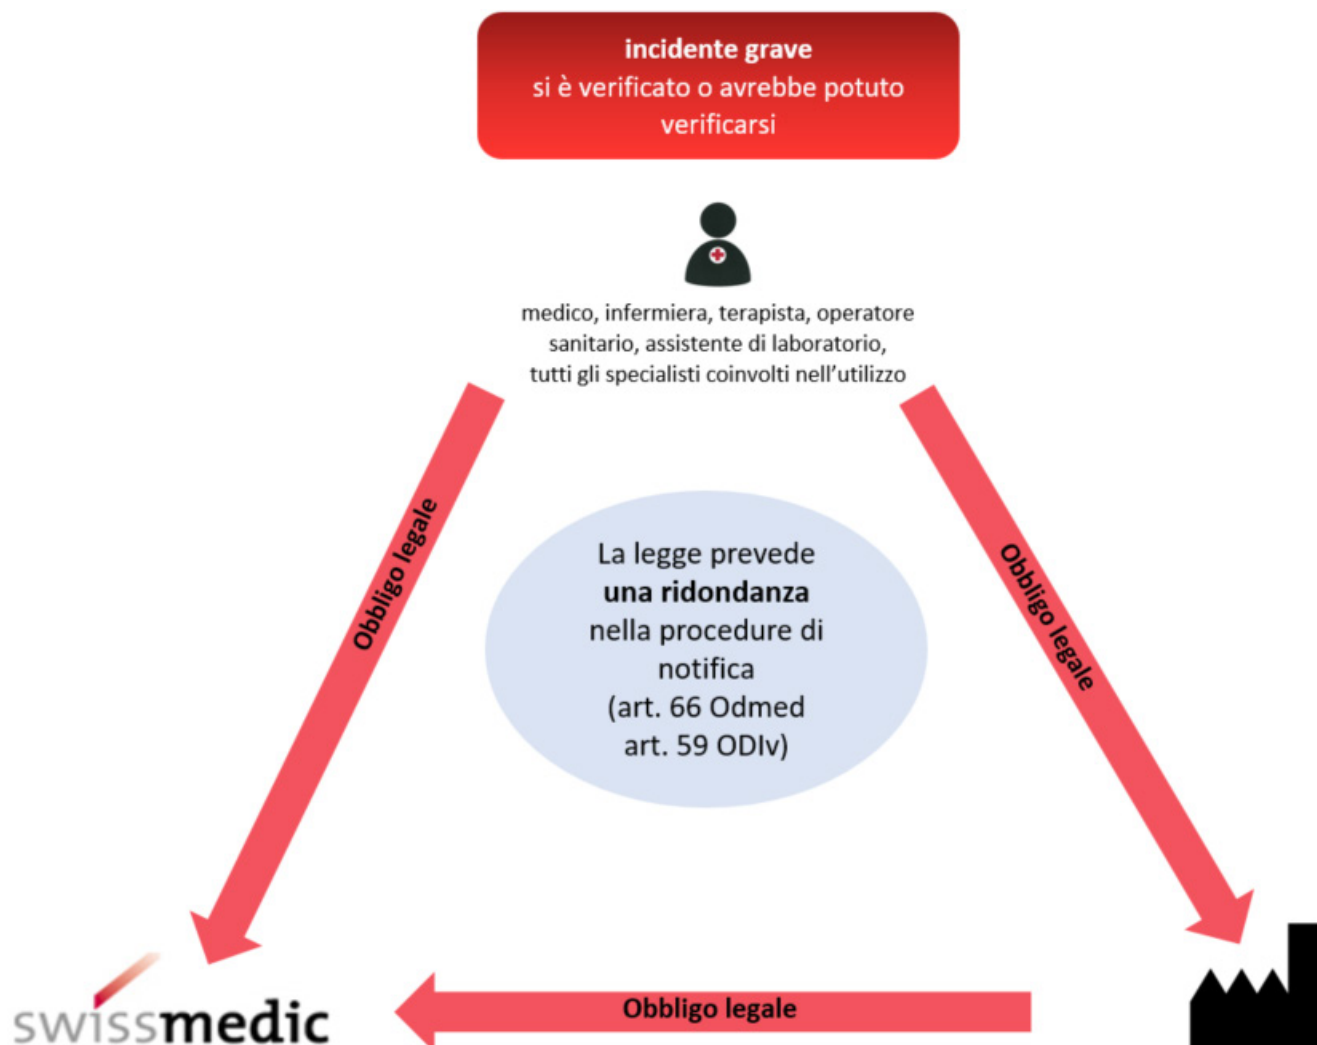 incidente grave
si è verificato o avrebbe potuto
verificarsi
medico, infermiera, terapista, operatore
sanitario, assistente di laboratorio,
tutti gli specialisti coinvolti nell'utilizzo
Obbligo legale
Obbligo legale
La legge prevede
una ridondanza
nella procedure di
notifica
(art. 66 Odmed
art. 59 ODIv)
swissmedic
Obbligo legale